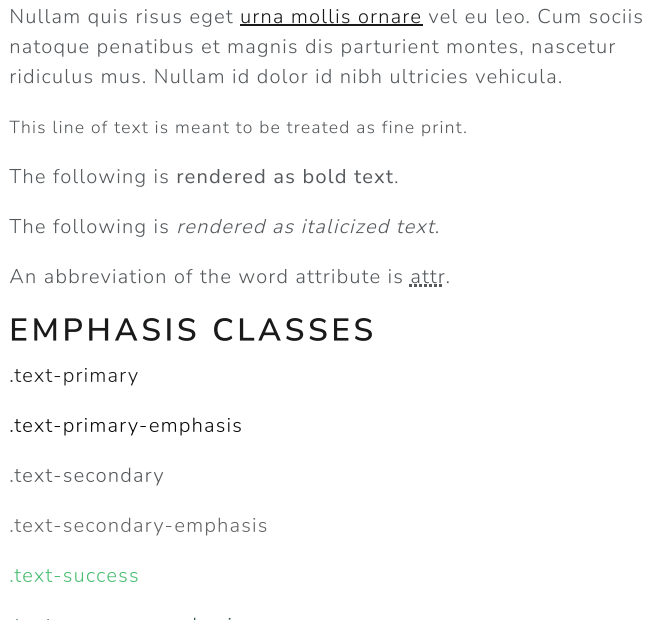 Nullam quis risus eget urna mollis ornare vel eu leo. Cum sociis
natoque penatibus et magnis dis parturient montes, nascetur
ridiculus mus. Nullam id dolor id nibh ultricies vehicula.
This line of text is meant to be treated as fine print.
The following is rendered as bold text.
The following is rendered as italicized text.
An abbreviation of the word attribute is attr.
EMPHASIS CLASSES
.text-primary
.text-primary-emphasis
.text-secondary
.text-secondary-emphasis
.text-success